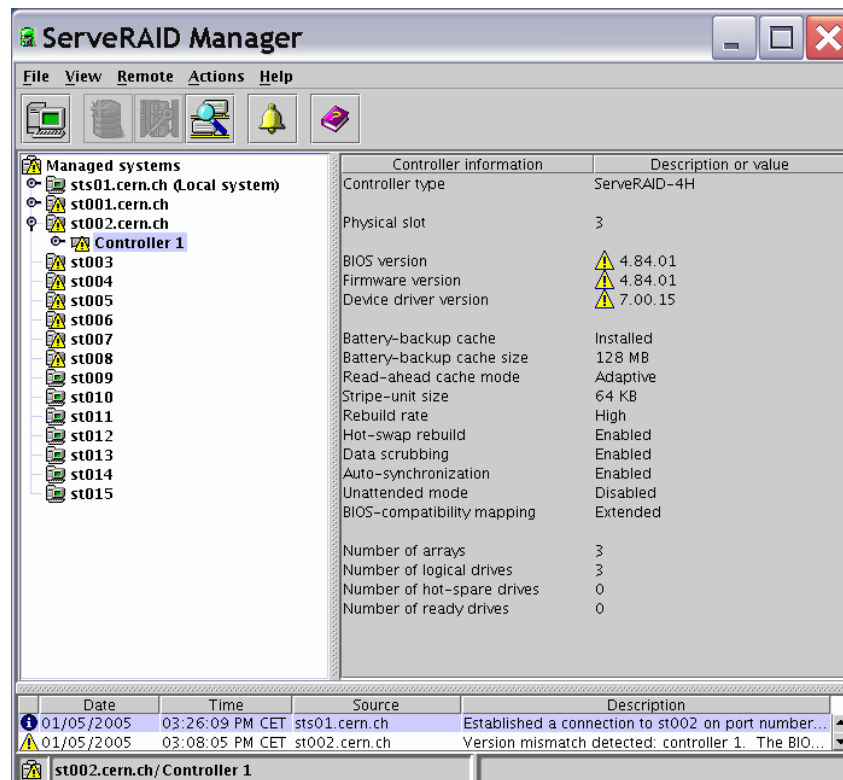 ServeRAID Manager
File View Remote Actions Help
Managed systems
sts01.cern.ch (Local system)
st001.cern.ch
st002.cern.ch
Controller 1
st003
st004
st005
st006
st007
st008
st009
st010
st011
st012
st013
st014
st015
Controller information Description or value
Controller type ServeRAID-4H
Physical slot 3
BIOS version 4.84.01
Firmware version 4.84.01
Device driver version 7.00.15
Battery-backup cache Installed
Battery-backup cache size 128 MB
Read-ahead cache mode Adaptive
Stripe-unit size 64 KB
Rebuild rate High
Hot-swap rebuild Enabled
Data scrubbing Enabled
Auto-synchronization Enabled
Unattended mode Disabled
BIOS-compatibility mapping Extended
Number of arrays 3
Number of logical drives 3
Number of hot-spare drives 0
Number of ready drives 0
Date Time Source Description
01/05/2005 03:26:09 PM CET sts01.cern.ch Established a connection to st002 on port number...
01/05/2005 03:08:05 PM CET st002.cern.ch Version mismatch detected: controller 1. The BIO...
st002.cern.ch/Controller 1